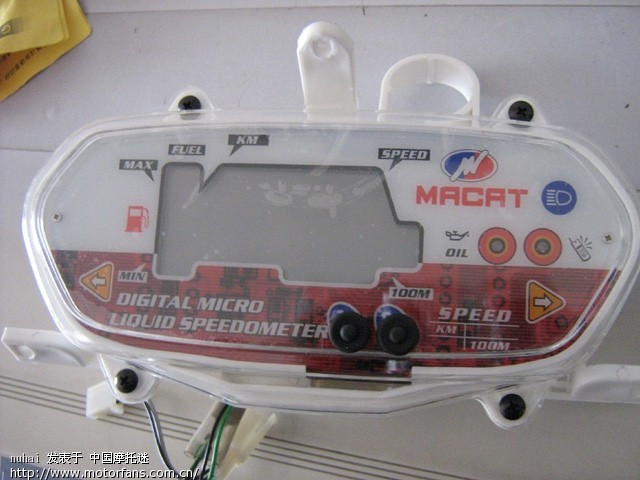 KM
FUEL
MAX
SPEED
MACAT
OIL
MIN
100M
DIGITAL MICRO
LIQUID SPEEDOMETER
SPEED
KM
100M
nuhai 发表于 中国摩托迷
http://www.motorfans.com.cn/